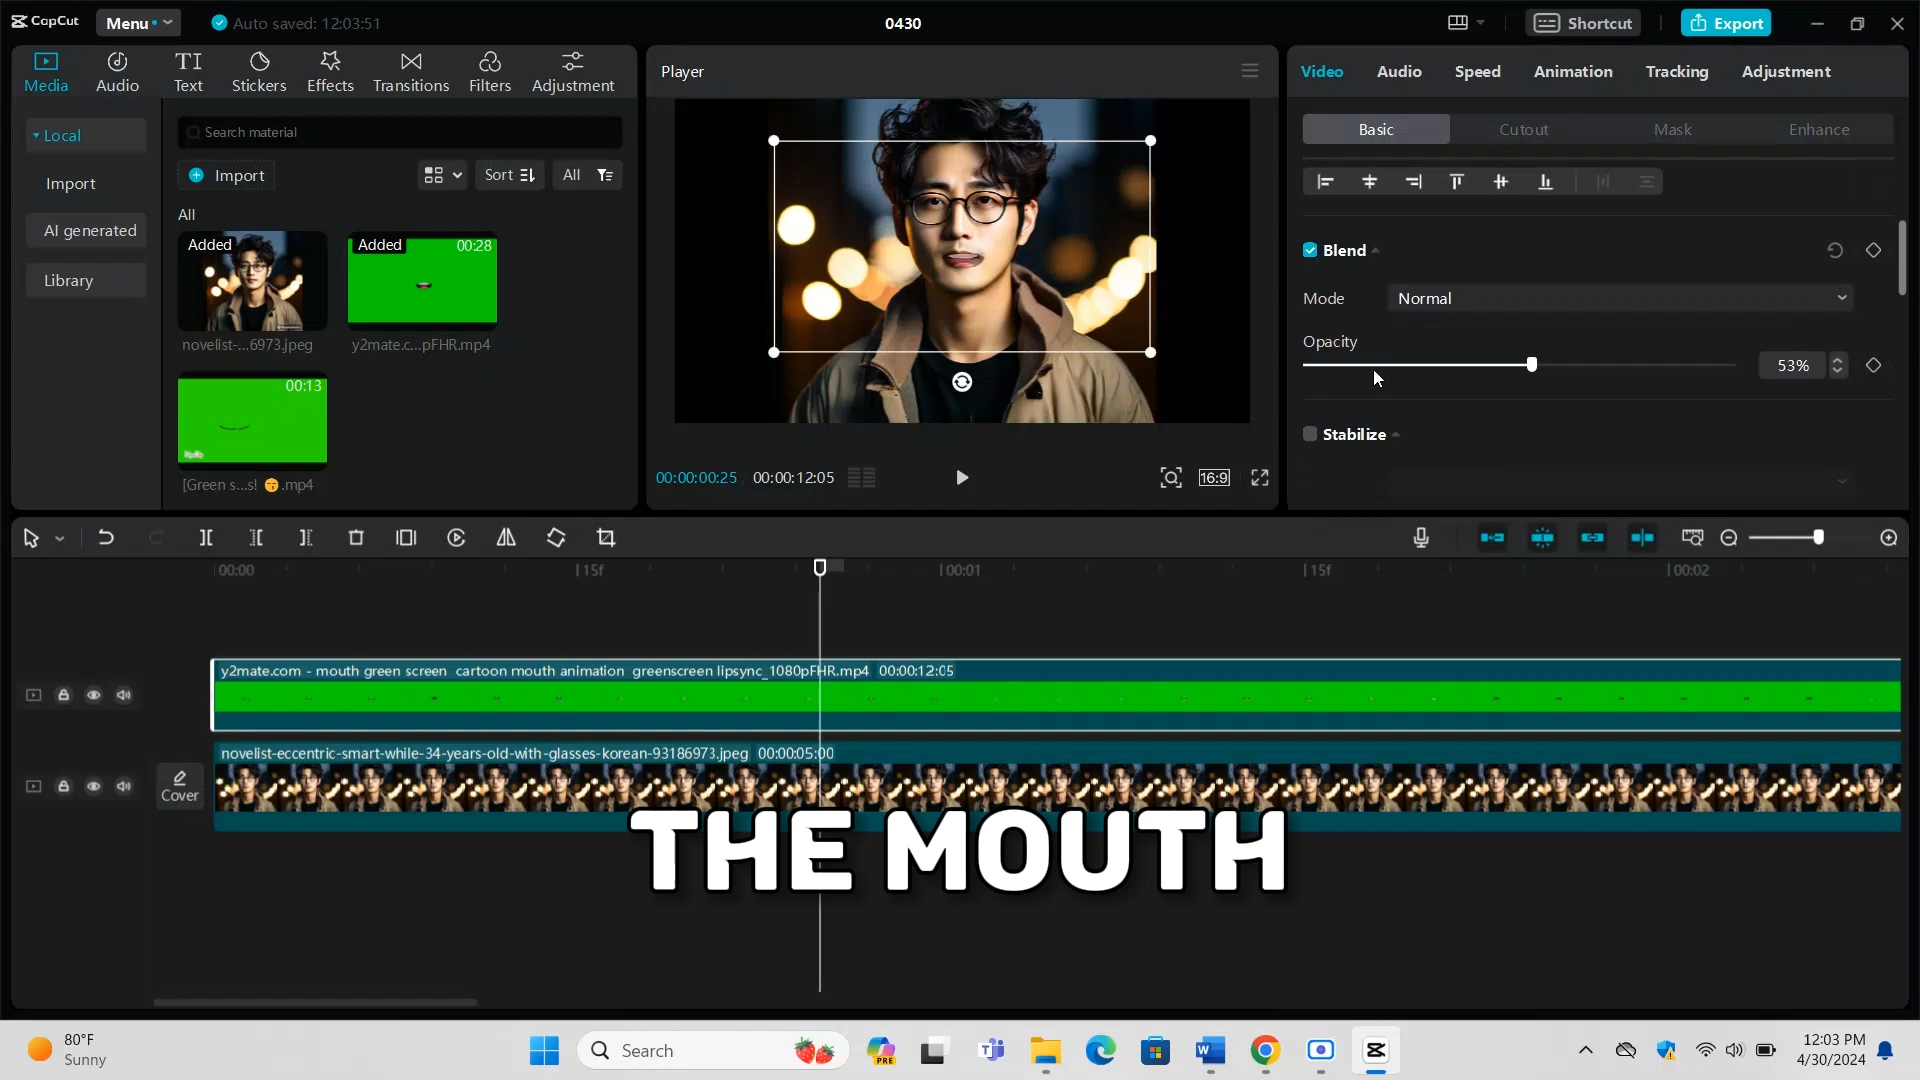 CapCut
Menu
Auto saved: 12:03:51
0430
Shortcut
Export
Media
Audio
Text
Stickers
Effects
Transitions
Filters
Adjustment
Local
Import
AI generated
Library
Search material
Import
Sort
All
All
Added
Added 00:28
novelist-...6973.jpeg
y2mate.c...pFHR.mp4
00:13
[Green s...s! 😙.mp4
Player
00:00:00:25
00:00:12:05
16:9
Video
Audio
Speed
Animation
Tracking
Adjustment
Basic
Cutout
Mask
Enhance
Blend
Mode
Normal
Opacity
53%
Stabilize
00:00
15f
00:01
15f
00:02
y2mate.com - mouth green screen cartoon mouth animation greenscreen lipsync_1080pFHR.mp4 00:00:12:05
Cover
novelist-eccentric-smart-while-34-years-old-with-glasses-korean-93186973.jpeg 00:00:05:00
THE MOUTH
80°F
Sunny
Search
PRE
12:03 PM
4/30/2024